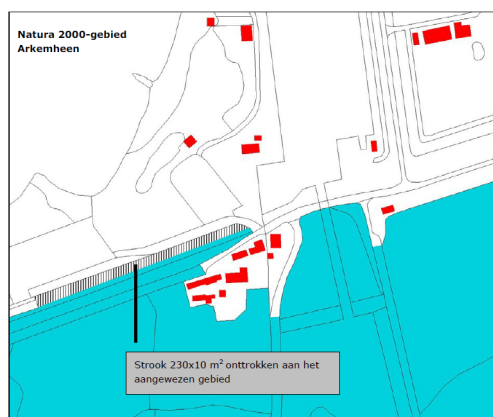 Natura 2000-gebied
Arkemheen
Strook 230x10 m² onttrokken aan het
aangewezen gebied